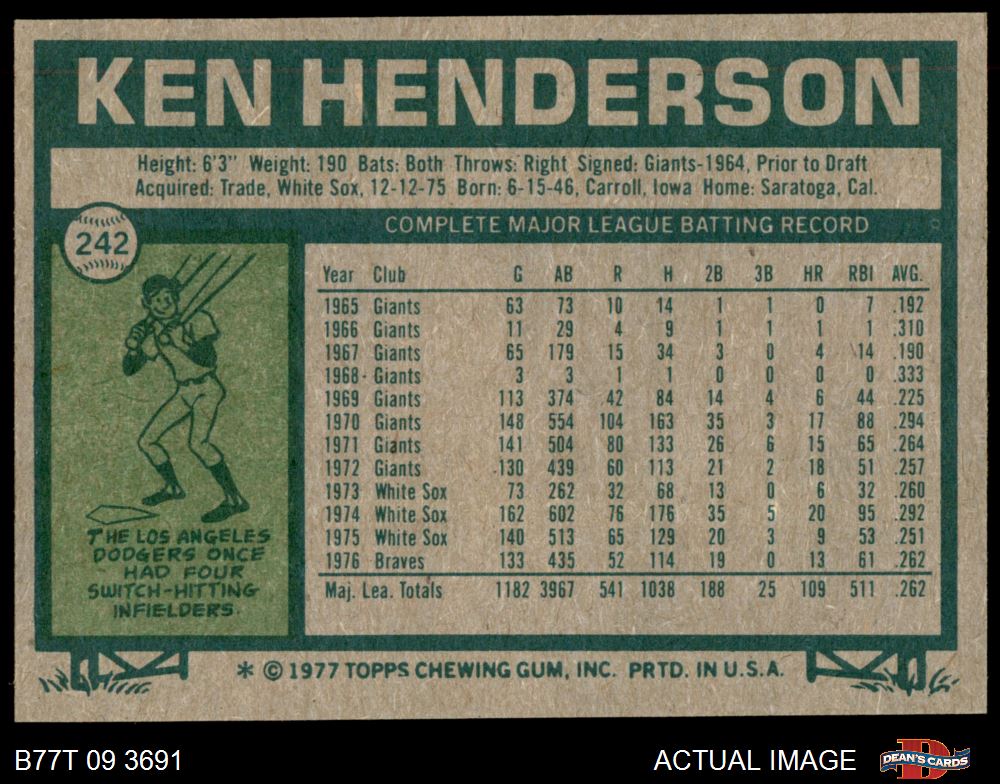 KEN HENDERSON
Height: 6'3" Weight: 190 Bats: Both Throws: Right Signed: Giants-1964, Prior to Draft
Acquired: Trade, White Sox, 12-12-75 Born: 6-15-46, Carroll, Iowa Home: Saratoga, Cal.
242
THE LOS ANGELES
DODGERS ONCE
HAD FOUR
SWITCH-HITTING
INFIELDERS.
COMPLETE MAJOR LEAGUE BATTING RECORD
Year Club G AB R H 2B 3B HR RBI AVG.
1965 Giants 63 73 10 14 1 1 0 7 .192
1966 Giants 11 29 4 9 1 1 1 1 .310
1967 Giants 65 179 15 34 3 0 4 14 .190
1968 Giants 3 3 1 1 0 0 0 0 .333
1969 Giants 113 374 42 84 14 4 6 44 .225
1970 Giants 148 554 104 163 35 3 17 88 .294
1971 Giants 141 504 80 133 26 6 15 65 .264
1972 Giants 130 439 60 113 21 2 18 51 .257
1973 White Sox 73 262 32 68 13 0 6 32 .260
1974 White Sox 162 602 76 176 35 5 20 95 .292
1975 White Sox 140 513 65 129 20 3 9 53 .251
1976 Braves 133 435 52 114 19 0 13 61 .262
Maj. Lea. Totals 1182 3967 541 1038 188 25 109 511 .262
* © 1977 TOPPS CHEWING GUM, INC. PRTD. IN U.S.A.
B77T 09 3691
ACTUAL IMAGE
D
DEAN'S CARDS